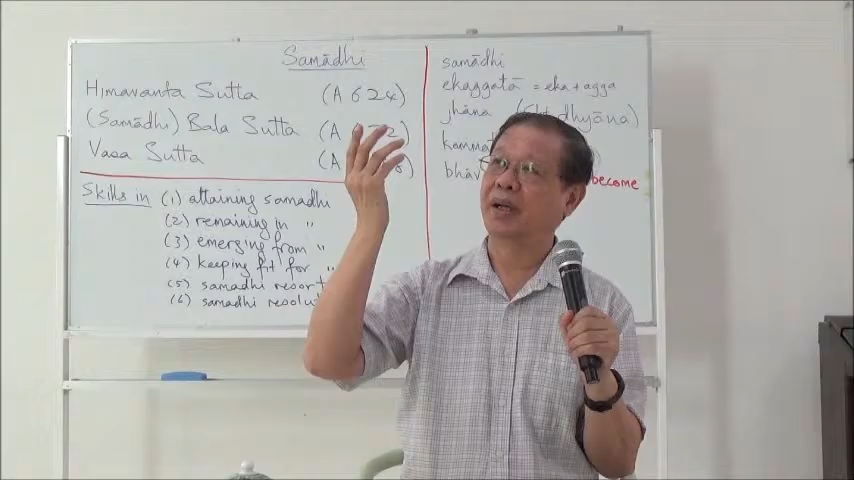 Samādhi
Himavanta Sutta (A 6 24)
(Samādhi) Bala Sutta (A
Vasa Sutta (A
Skills in (1) attaining samadhi
(2) remaining in "
(3) emerging from "
(4) keeping fit for "
(5) samadhi
(6) samadhi
samādhi
ekaggatā = eka + agga
jhāna dhyāna)
become